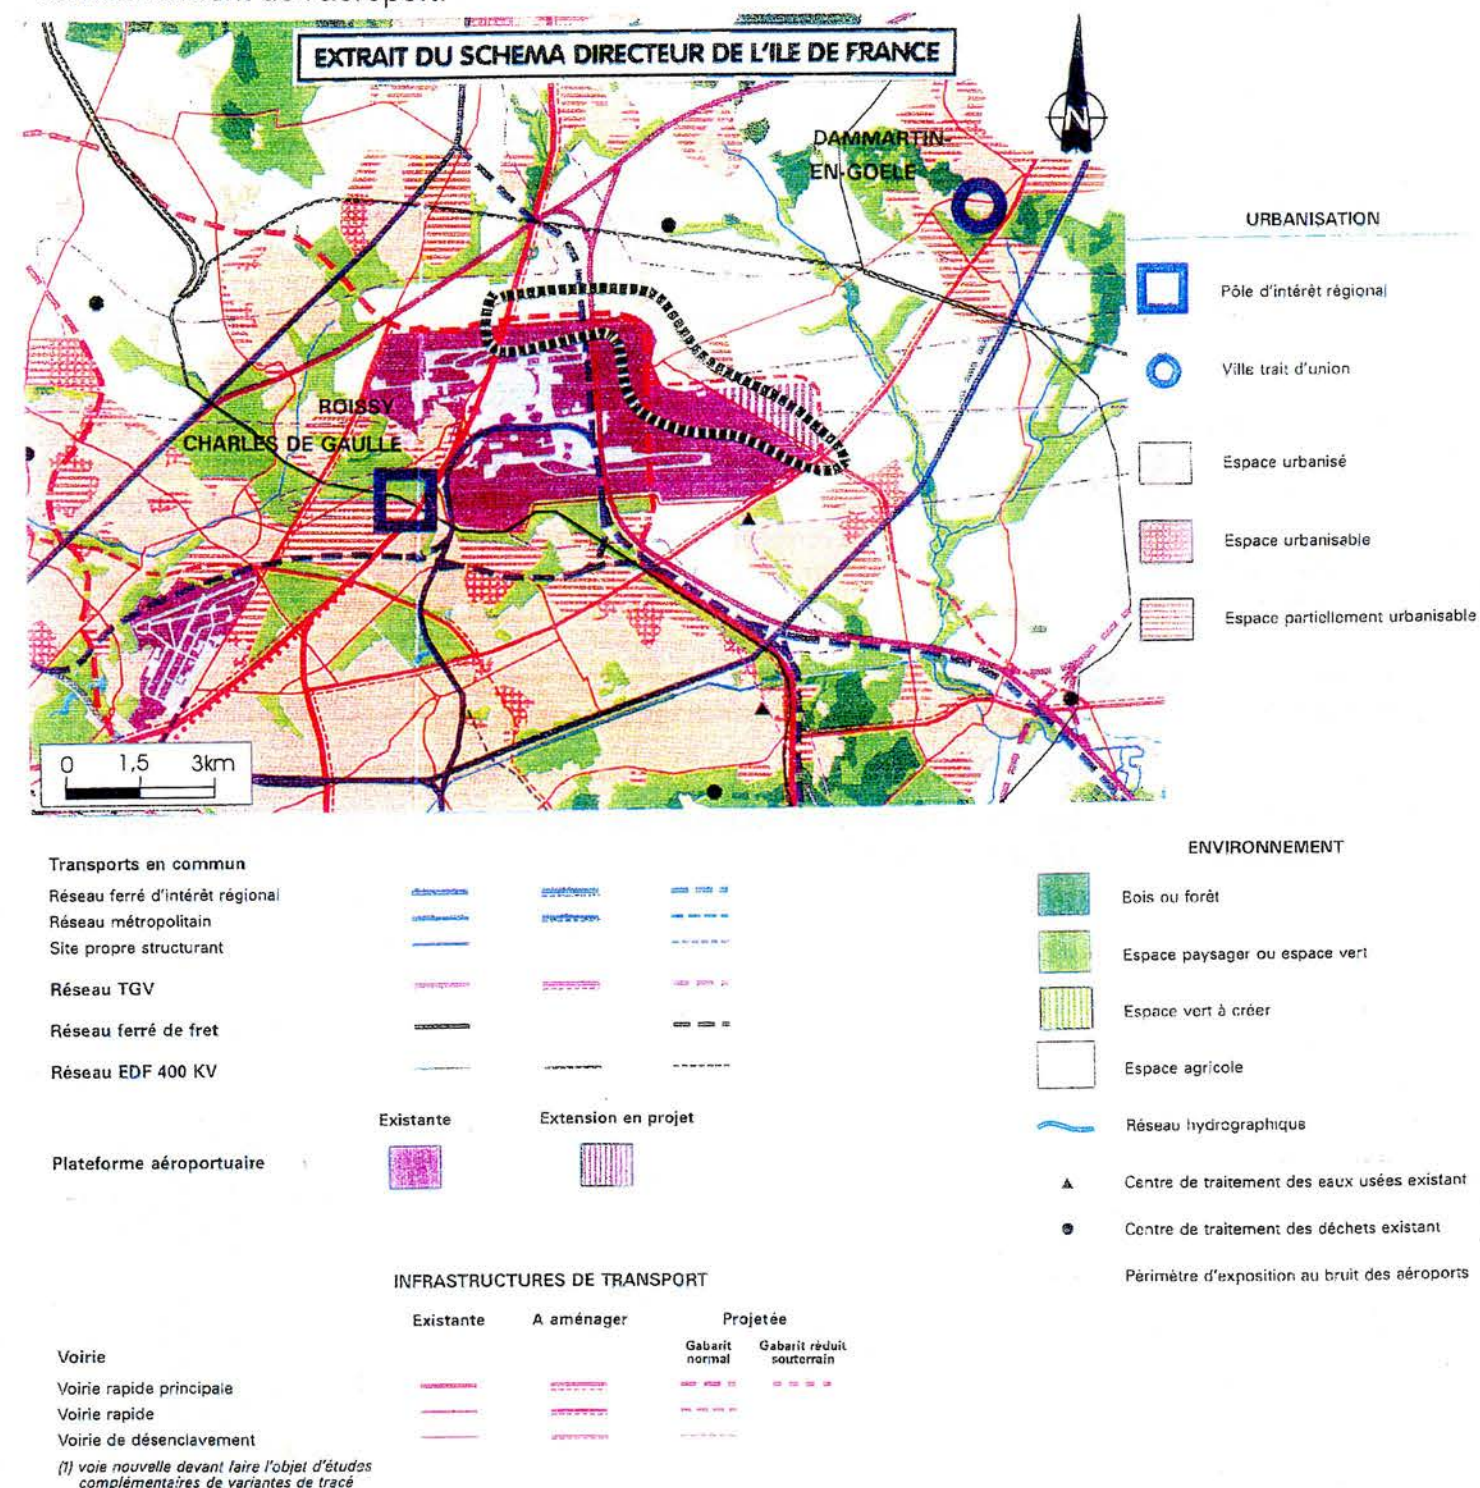 EXTRAIT DU SCHEMA DIRECTEUR DE L'ILE DE FRANCE
N
DAMMARTIN-
EN-GOELE
ROISSY
CHARLES DE GAULLE
0 1,5 3km
URBANISATION
Pôle d'intérêt régional
Ville trait d'union
Espace urbanisé
Espace urbanisable
Espace partiellement urbanisable
Transports en commun
Réseau ferré d'intérêt régional
Réseau métropolitain
Site propre structurant
Réseau TGV
Réseau ferré de fret
Réseau EDF 400 KV
Existante Extension en projet
Plateforme aéroportuaire
ENVIRONNEMENT
Bois ou forêt
Espace paysager ou espace vert
Espace vert à créer
Espace agricole
Réseau hydrographique
Centre de traitement des eaux usées existant
Centre de traitement des déchets existant
Périmètre d'exposition au bruit des aéroports
INFRASTRUCTURES DE TRANSPORT
Existante A aménager Projetée
Gabarit normal Gabarit réduit souterrain
Voirie
Voirie rapide principale
Voirie rapide
Voirie de désenclavement
(1) voie nouvelle devant faire l'objet d'études
complémentaires de variantes de tracé